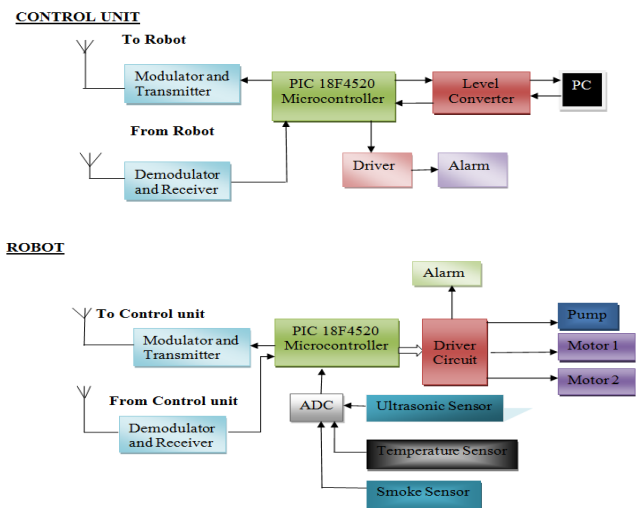 CONTROL UNIT
To Robot
Modulator and
Transmitter
PIC 18F4520
Microcontroller
Level
Converter
PC
From Robot
Demodulator
and Receiver
Driver
Alarm
ROBOT
Alarm
To Control unit
Modulator and
Transmitter
PIC 18F4520
Microcontroller
Driver
Circuit
Pump
Motor 1
Motor 2
From Control unit
Demodulator
and Receiver
ADC
Ultrasonic Sensor
Temperature Sensor
Smoke Sensor